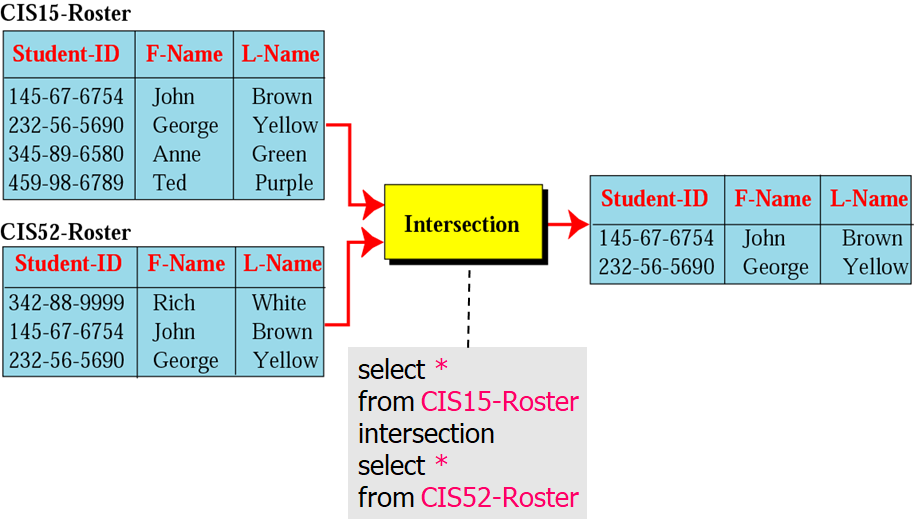 CIS15-Roster
Student-ID F-Name L-Name
145-67-6754 John Brown
232-56-5690 George Yellow
345-89-6580 Anne Green
459-98-6789 Ted Purple
CIS52-Roster
Student-ID F-Name L-Name
342-88-9999 Rich White
145-67-6754 John Brown
232-56-5690 George Yellow
Intersection
Student-ID F-Name L-Name
145-67-6754 John Brown
232-56-5690 George Yellow
select *
from CIS15-Roster
intersection
select *
from CIS52-Roster